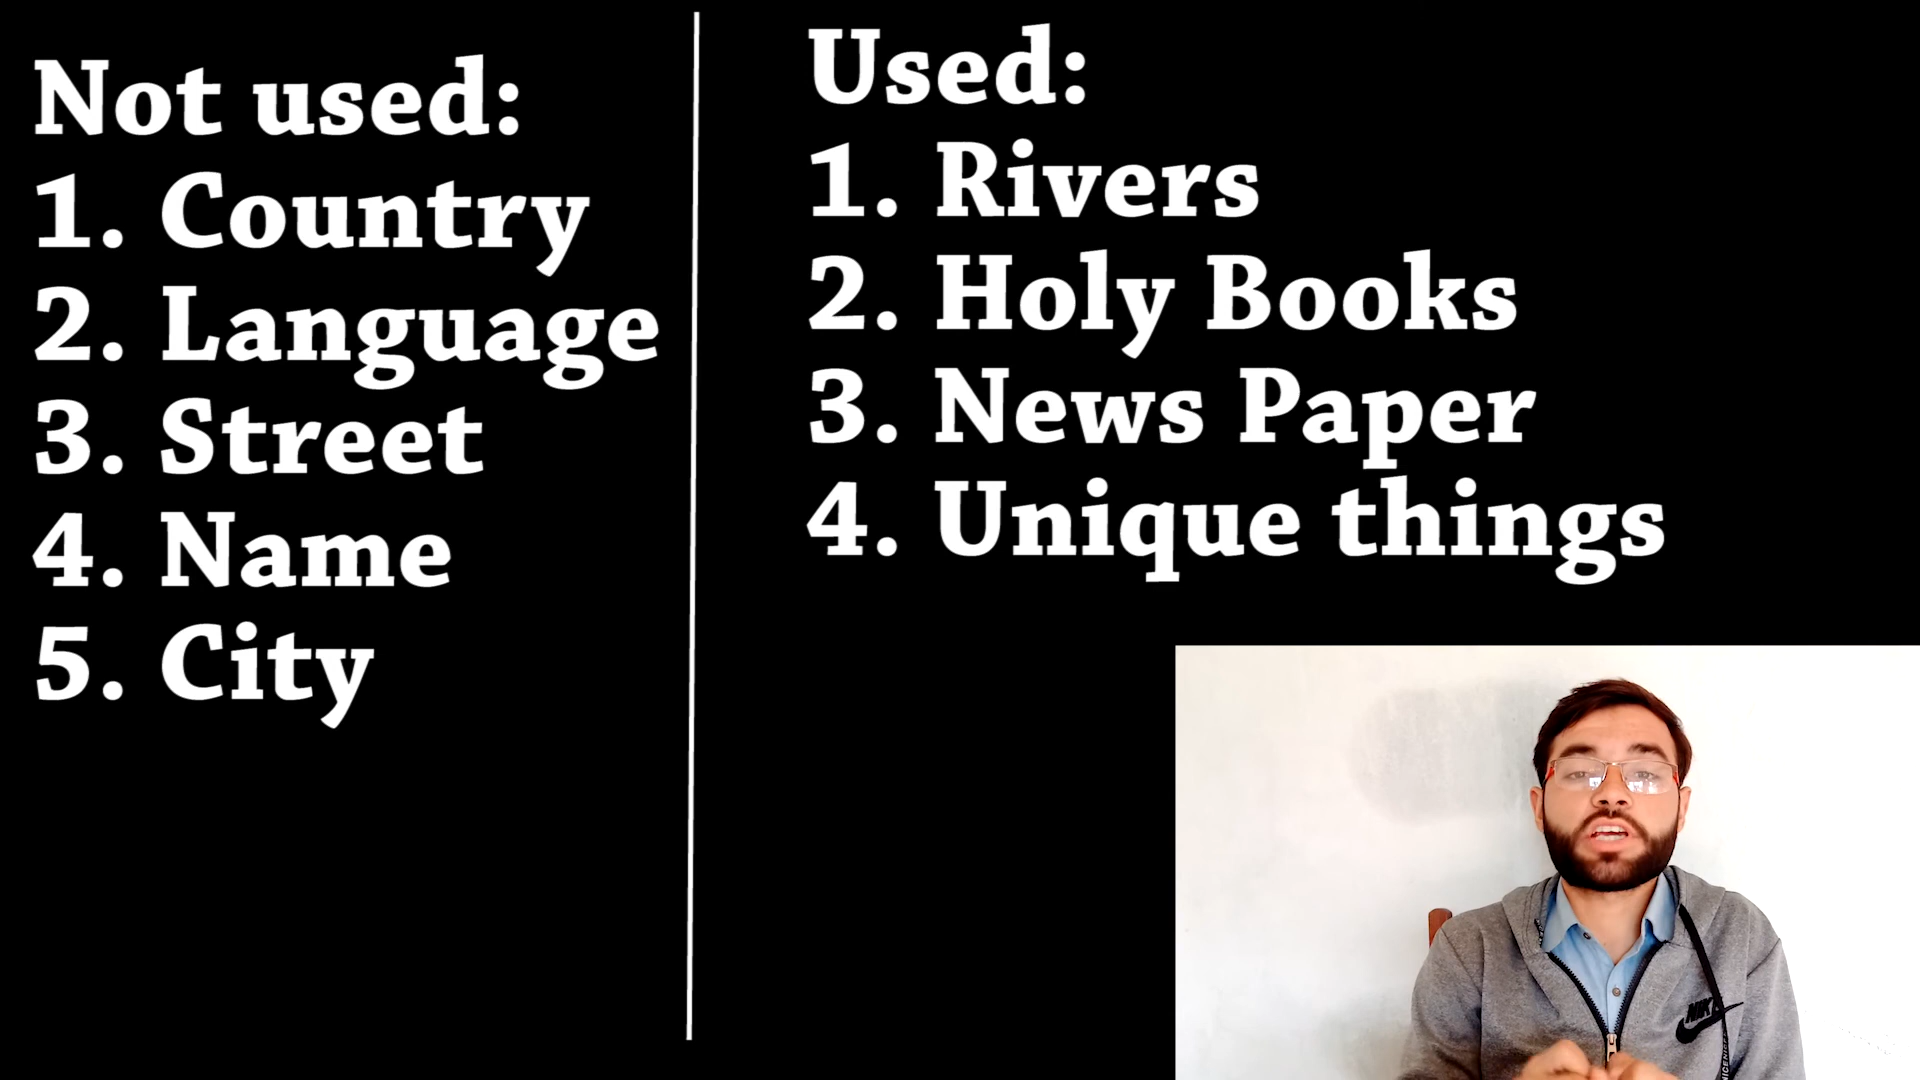 Not used:
1. Country
2. Language
3. Street
4. Name
5. City
Used:
1. Rivers
2. Holy Books
3. News Paper
4. Unique things